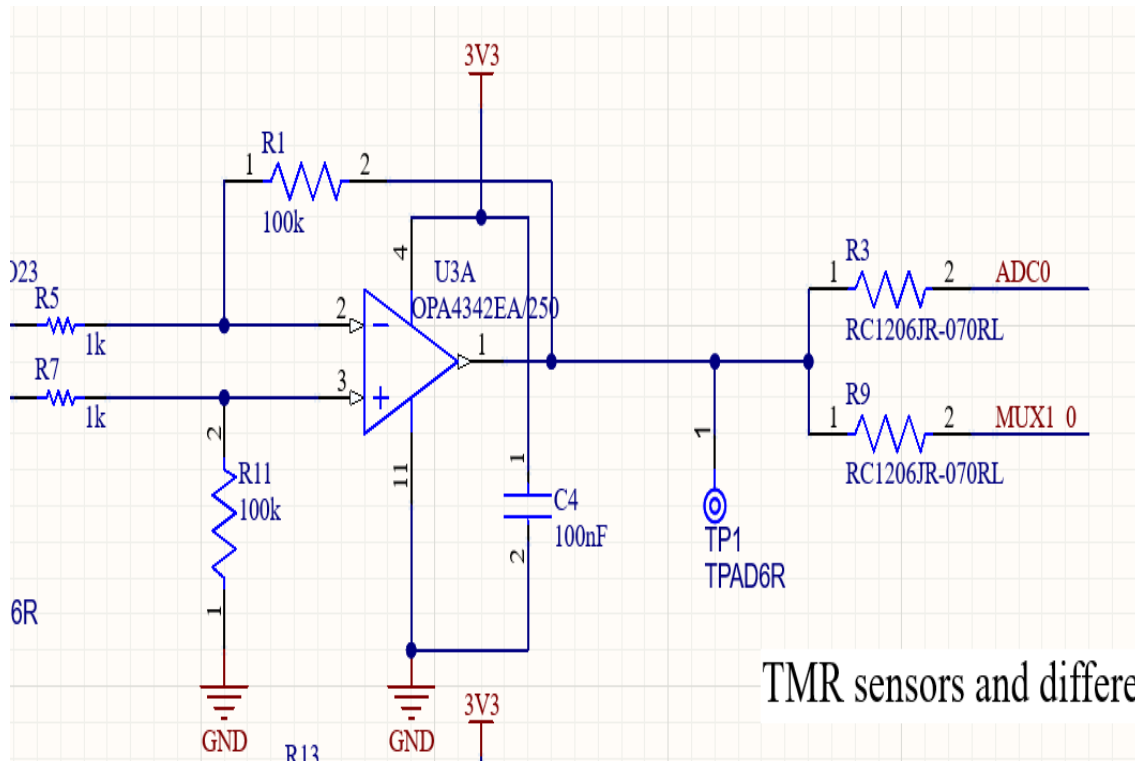 3V3
R1
1
2
100k
4
U3A
OPA4342EA/250
R3
1
2
ADC0
RC1206JR-070RL
R5
1k
2
1
R7
1k
3
R9
1
2
MUX1_0
RC1206JR-070RL
2
R11
100k
1
11
1
C4
100nF
2
1
TP1
TPAD6R
6R
GND
GND
3V3
R13
TMR sensors and differe